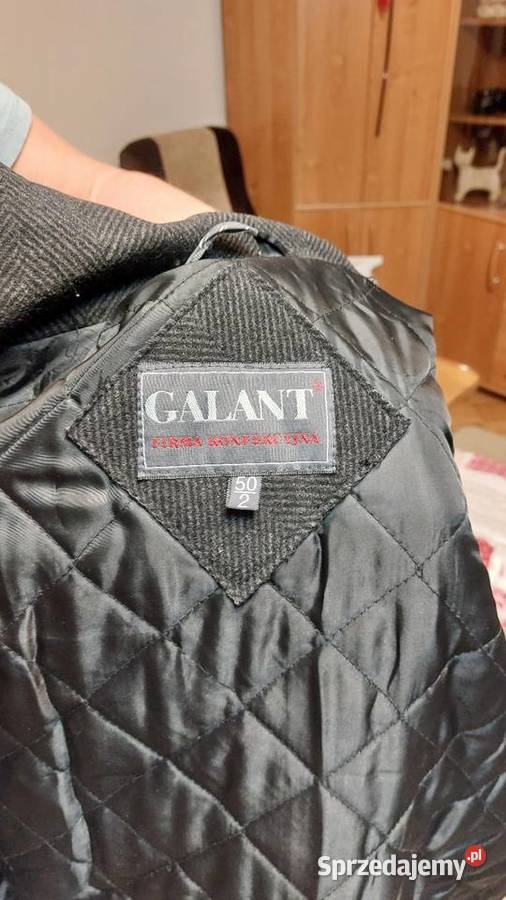 GALANT
FIRMA KONFEKCYJNA
50
2
Sprzedajemy.pl